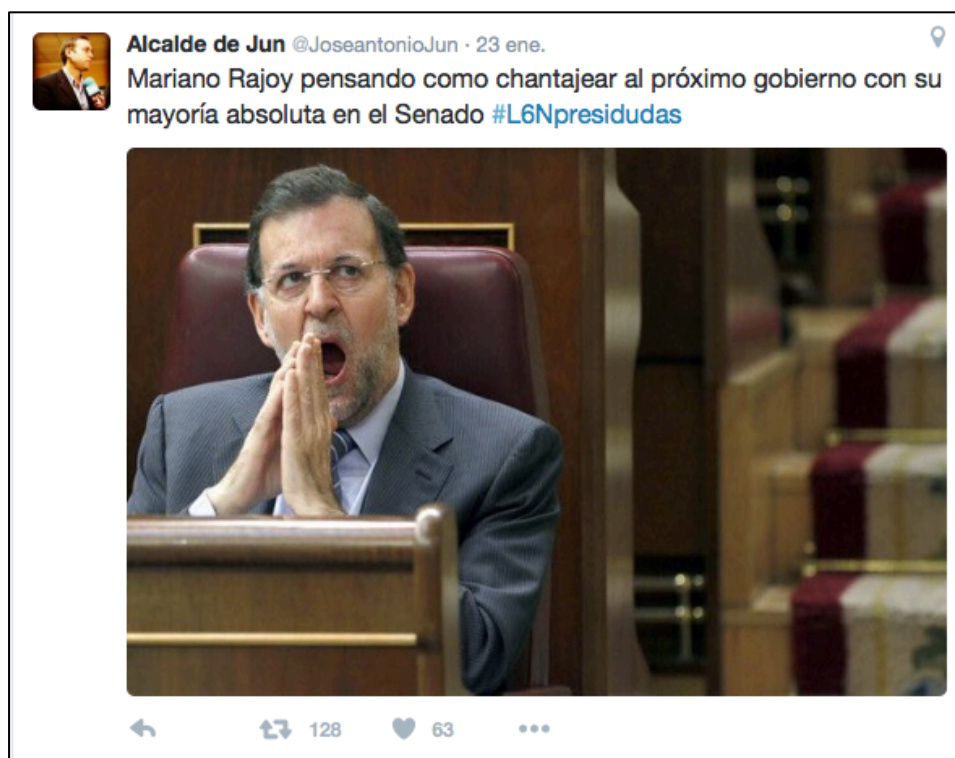 Alcalde de Jun @JoseantonioJun · 23 ene.
Mariano Rajoy pensando como chantajear al próximo gobierno con su
mayoría absoluta en el Senado #L6Npresidudas
128 63